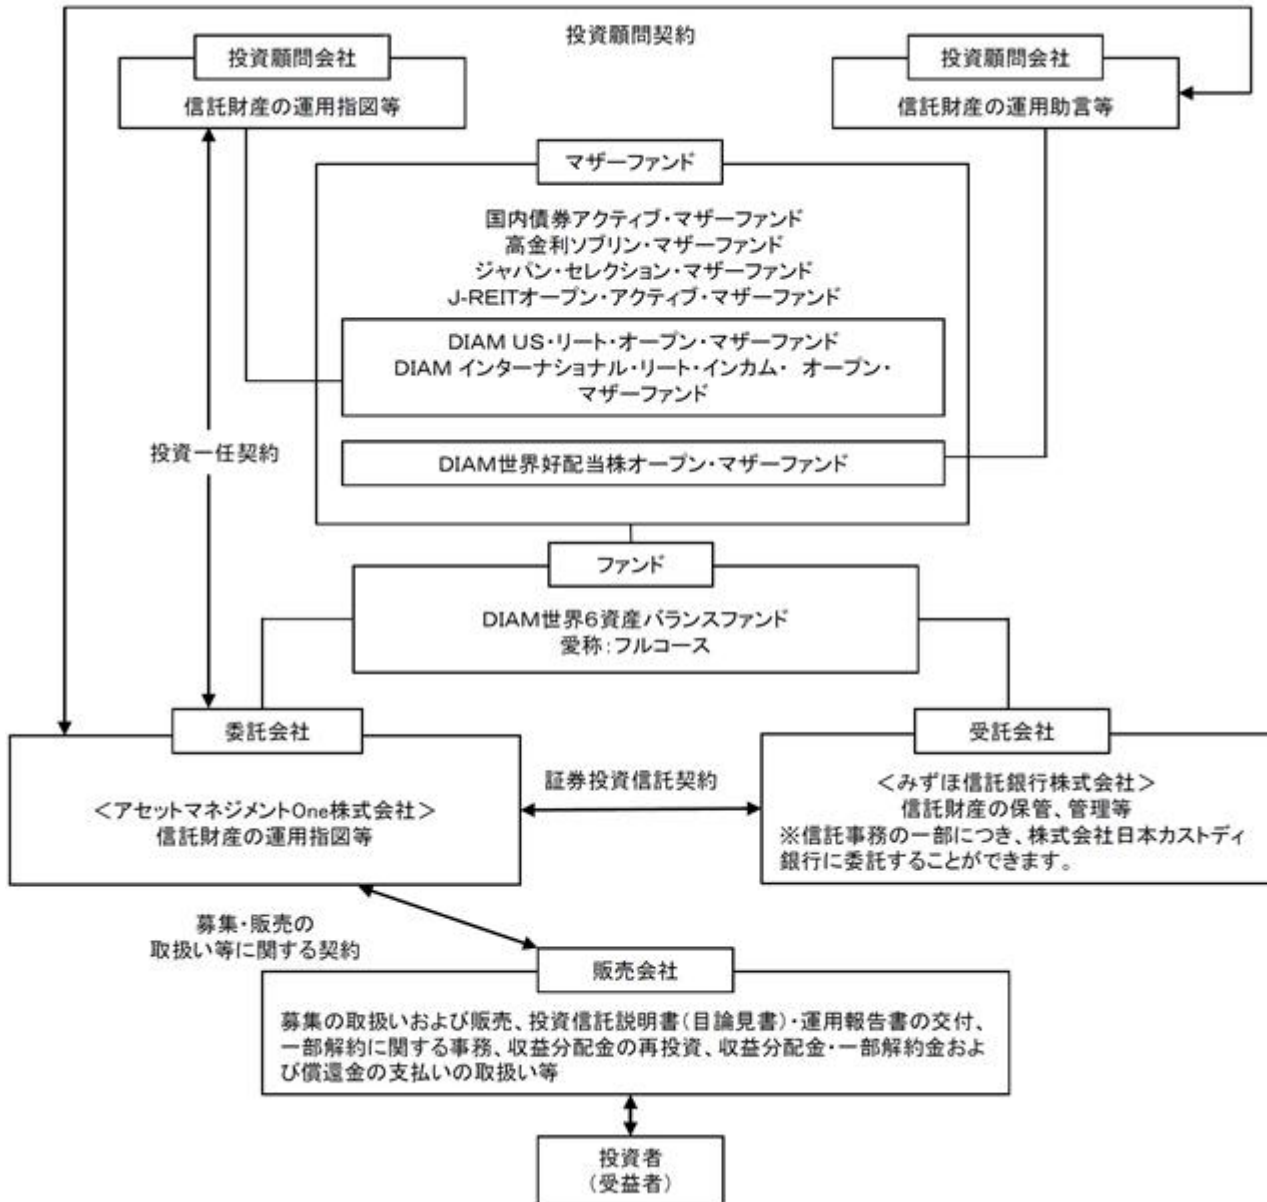 投資顧問契約
投資顧問会社
信託財産の運用指図等
投資顧問会社
信託財産の運用助言等
マザーファンド
国内債券アクティブ・マザーファンド
高金利ソブリン・マザーファンド
ジャパン・セレクション・マザーファンド
J-REITオープン・アクティブ・マザーファンド
DIAM US・リート・オープン・マザーファンド
DIAM インターナショナル・リート・インカム・ オープン・
マザーファンド
投資一任契約
DIAM世界好配当株オープン・マザーファンド
ファンド
DIAM世界6資産バランスファンド
愛称：フルコース
委託会社
＜アセットマネジメントOne株式会社＞
信託財産の運用指図等
証券投資信託契約
受託会社
＜みずほ信託銀行株式会社＞
信託財産の保管、管理等
※信託事務の一部につき、株式会社日本カストディ
銀行に委託することができます。
募集・販売の
取扱い等に関する契約
販売会社
募集の取扱いおよび販売、投資信託説明書（目論見書）・運用報告書の交付、
一部解約に関する事務、収益分配金の再投資、収益分配金・一部解約金およ
び償還金の支払いの取扱い等
投資者
（受益者）